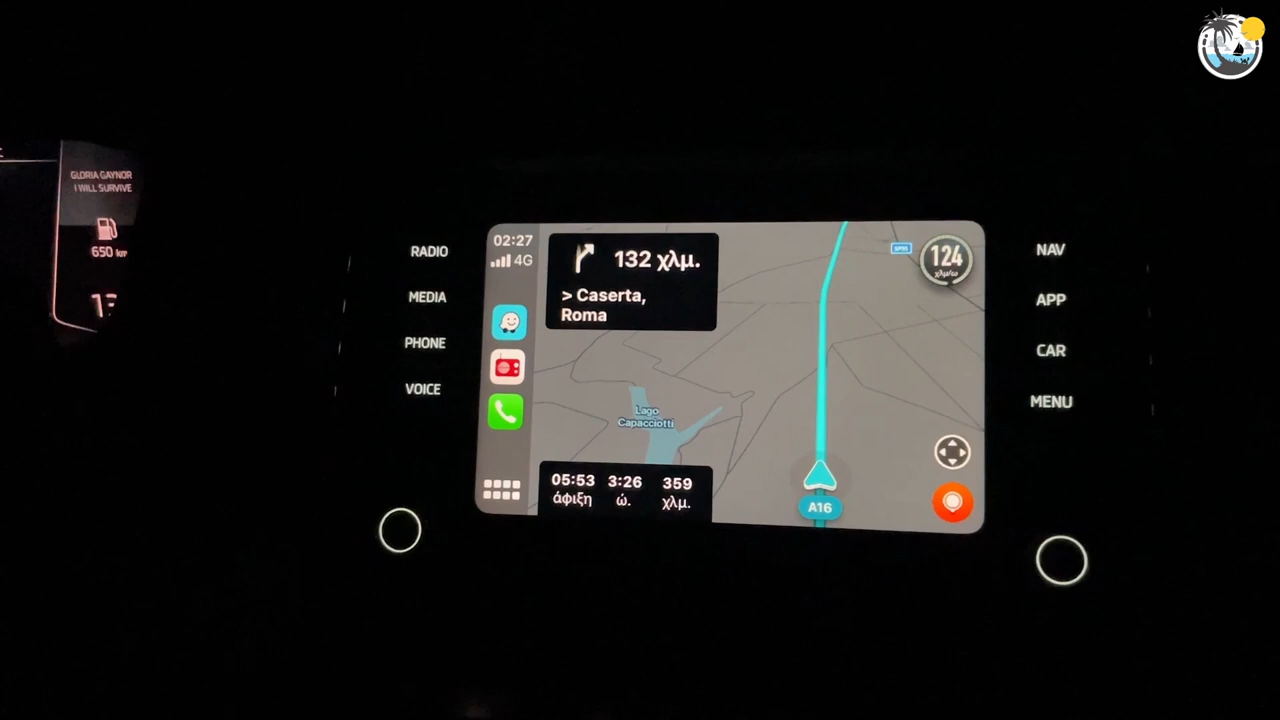 GLORIA GAYNOR
I WILL SURVIVE
650 km
RADIO
MEDIA
PHONE
VOICE
02:27
4G
132 χλμ.
> Caserta,
Roma
124
χλμ/ω
Lago
Capacciotti
05:53 3:26 359
άφιξη ώ. χλμ.
A16
NAV
APP
CAR
MENU